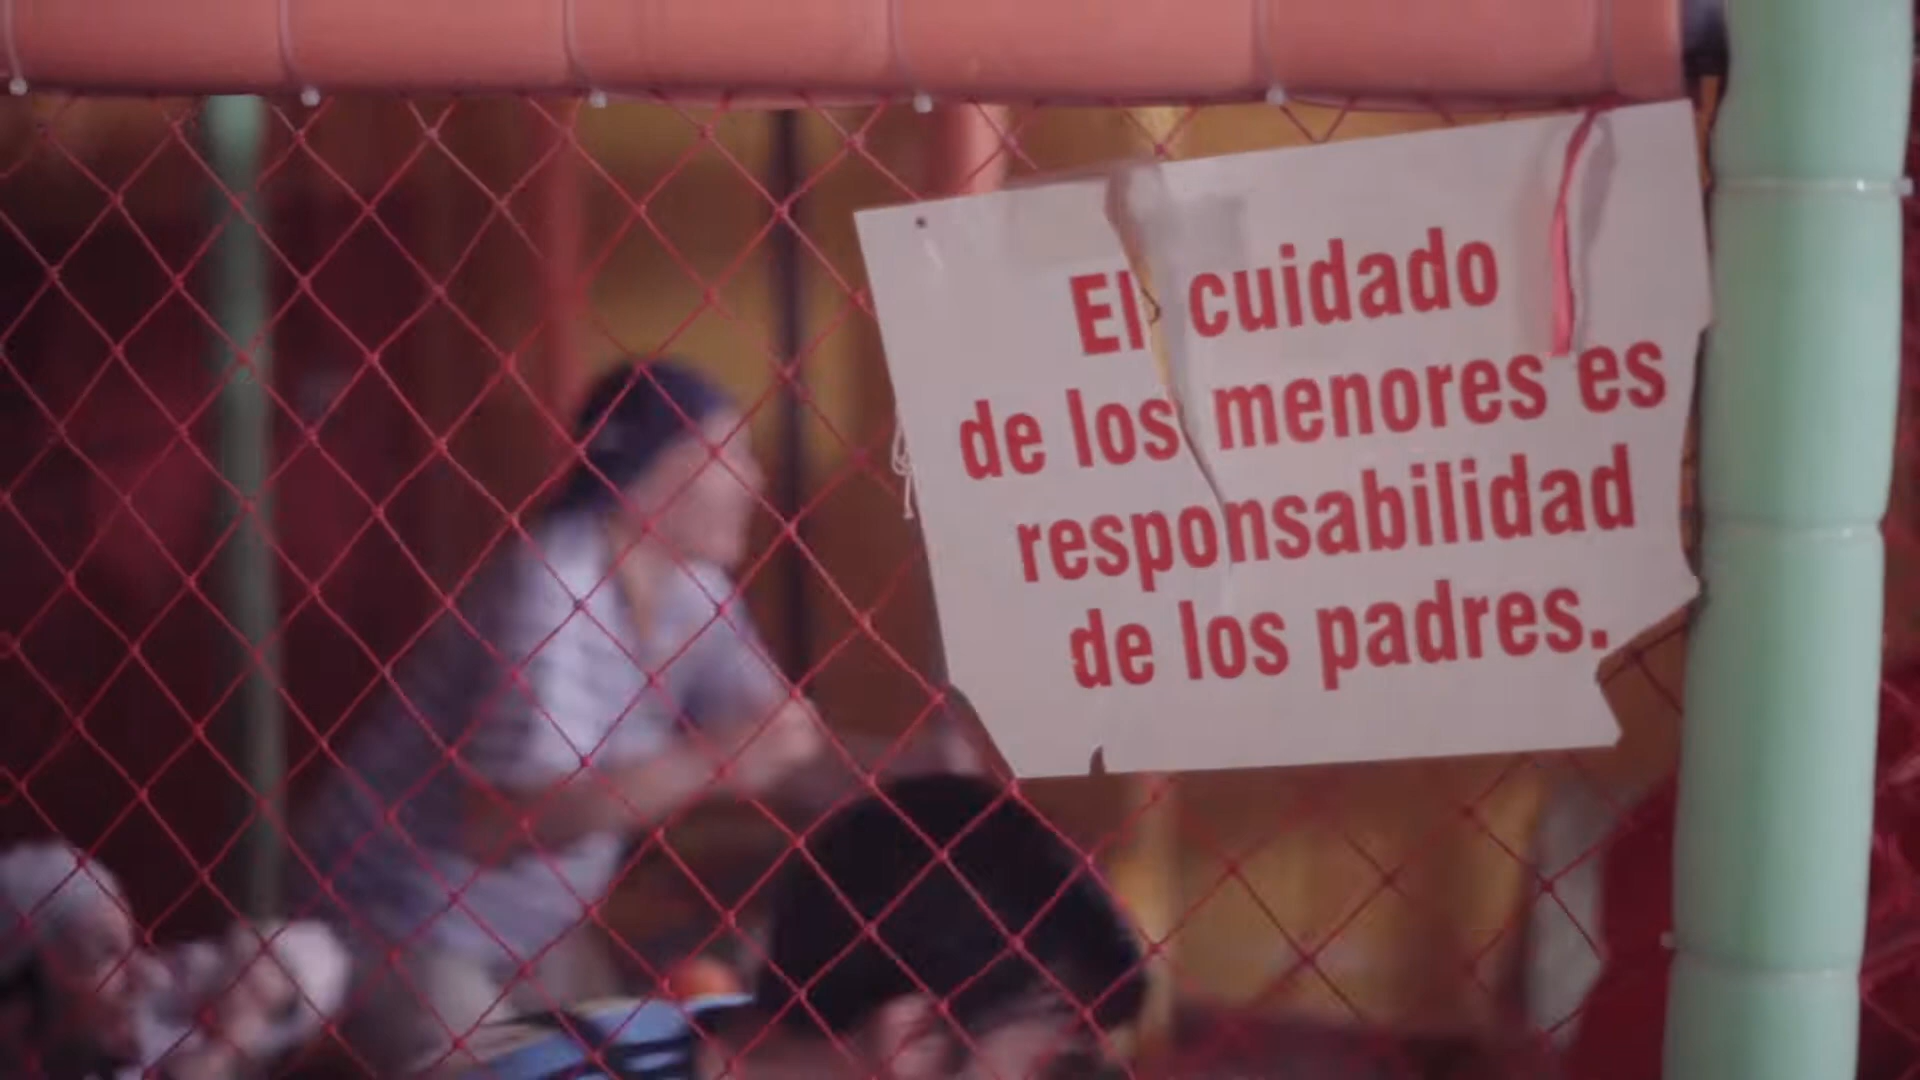 El cuidado
de los menores es
responsabilidad
de los padres.